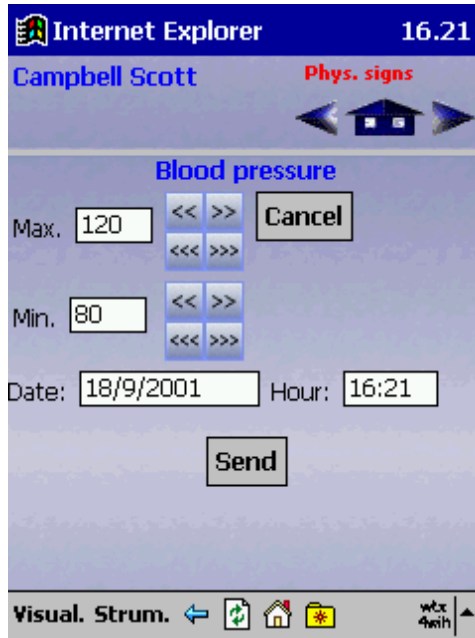 Internet Explorer 16.21
Campbell Scott Phys. signs
Blood pressure
Max. 120 << >> Cancel
<<< >>>
Min. 80 << >>
<<< >>>
Date: 18/9/2001 Hour: 16:21
Send
Visual. Strum.